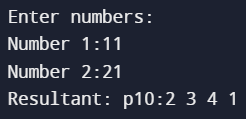 Enter numbers:
Number 1:11
Number 2:21
Resultant: p10:2 3 4 1